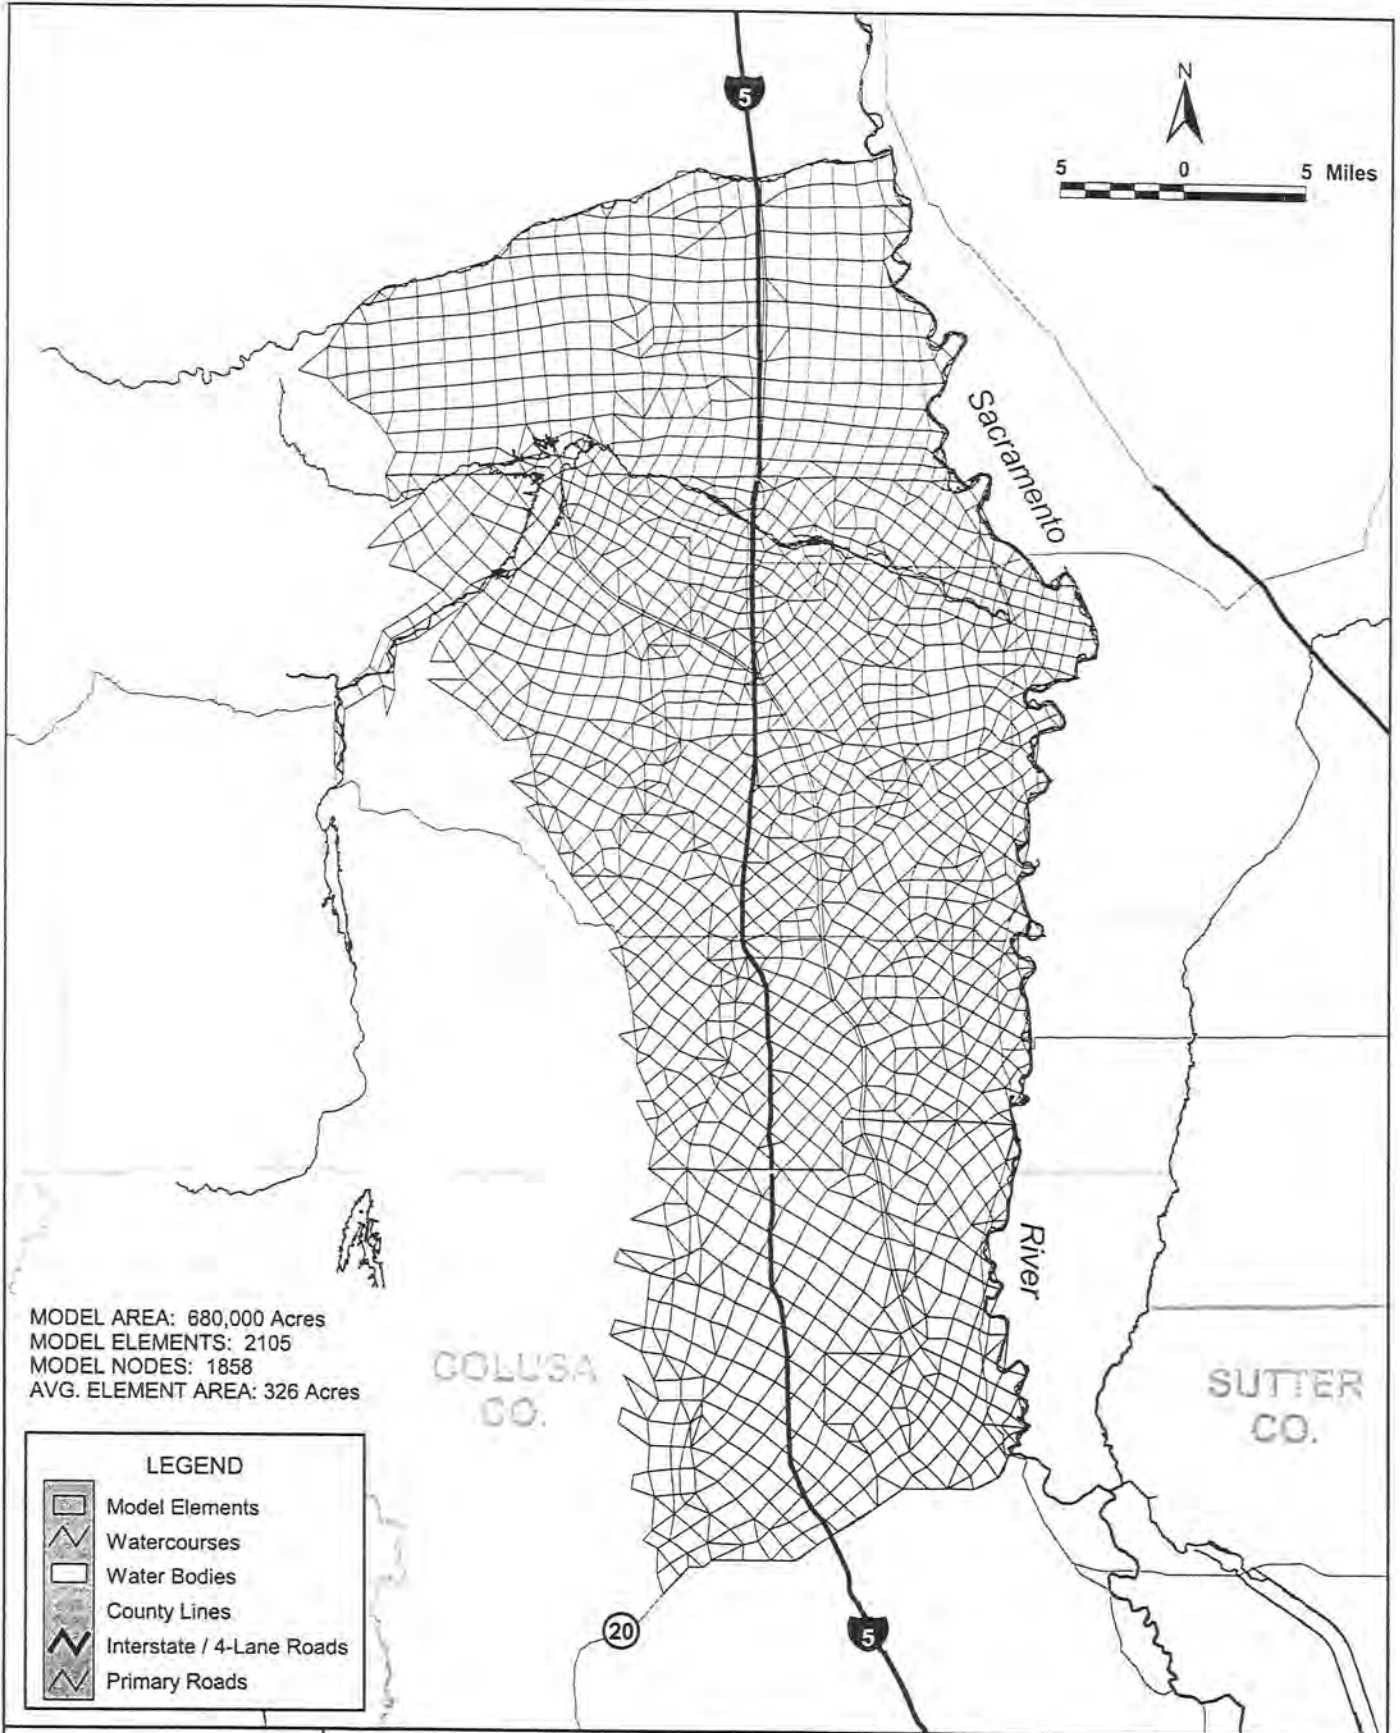 5
N
5 0 5 Miles
Sacramento
River
MODEL AREA: 680,000 Acres
MODEL ELEMENTS: 2105
MODEL NODES: 1858
AVG. ELEMENT AREA: 326 Acres
COLUSA
CO.
SUTTER
CO.
LEGEND
Model Elements
Watercourses
Water Bodies
County Lines
Interstate / 4-Lane Roads
Primary Roads
20
5